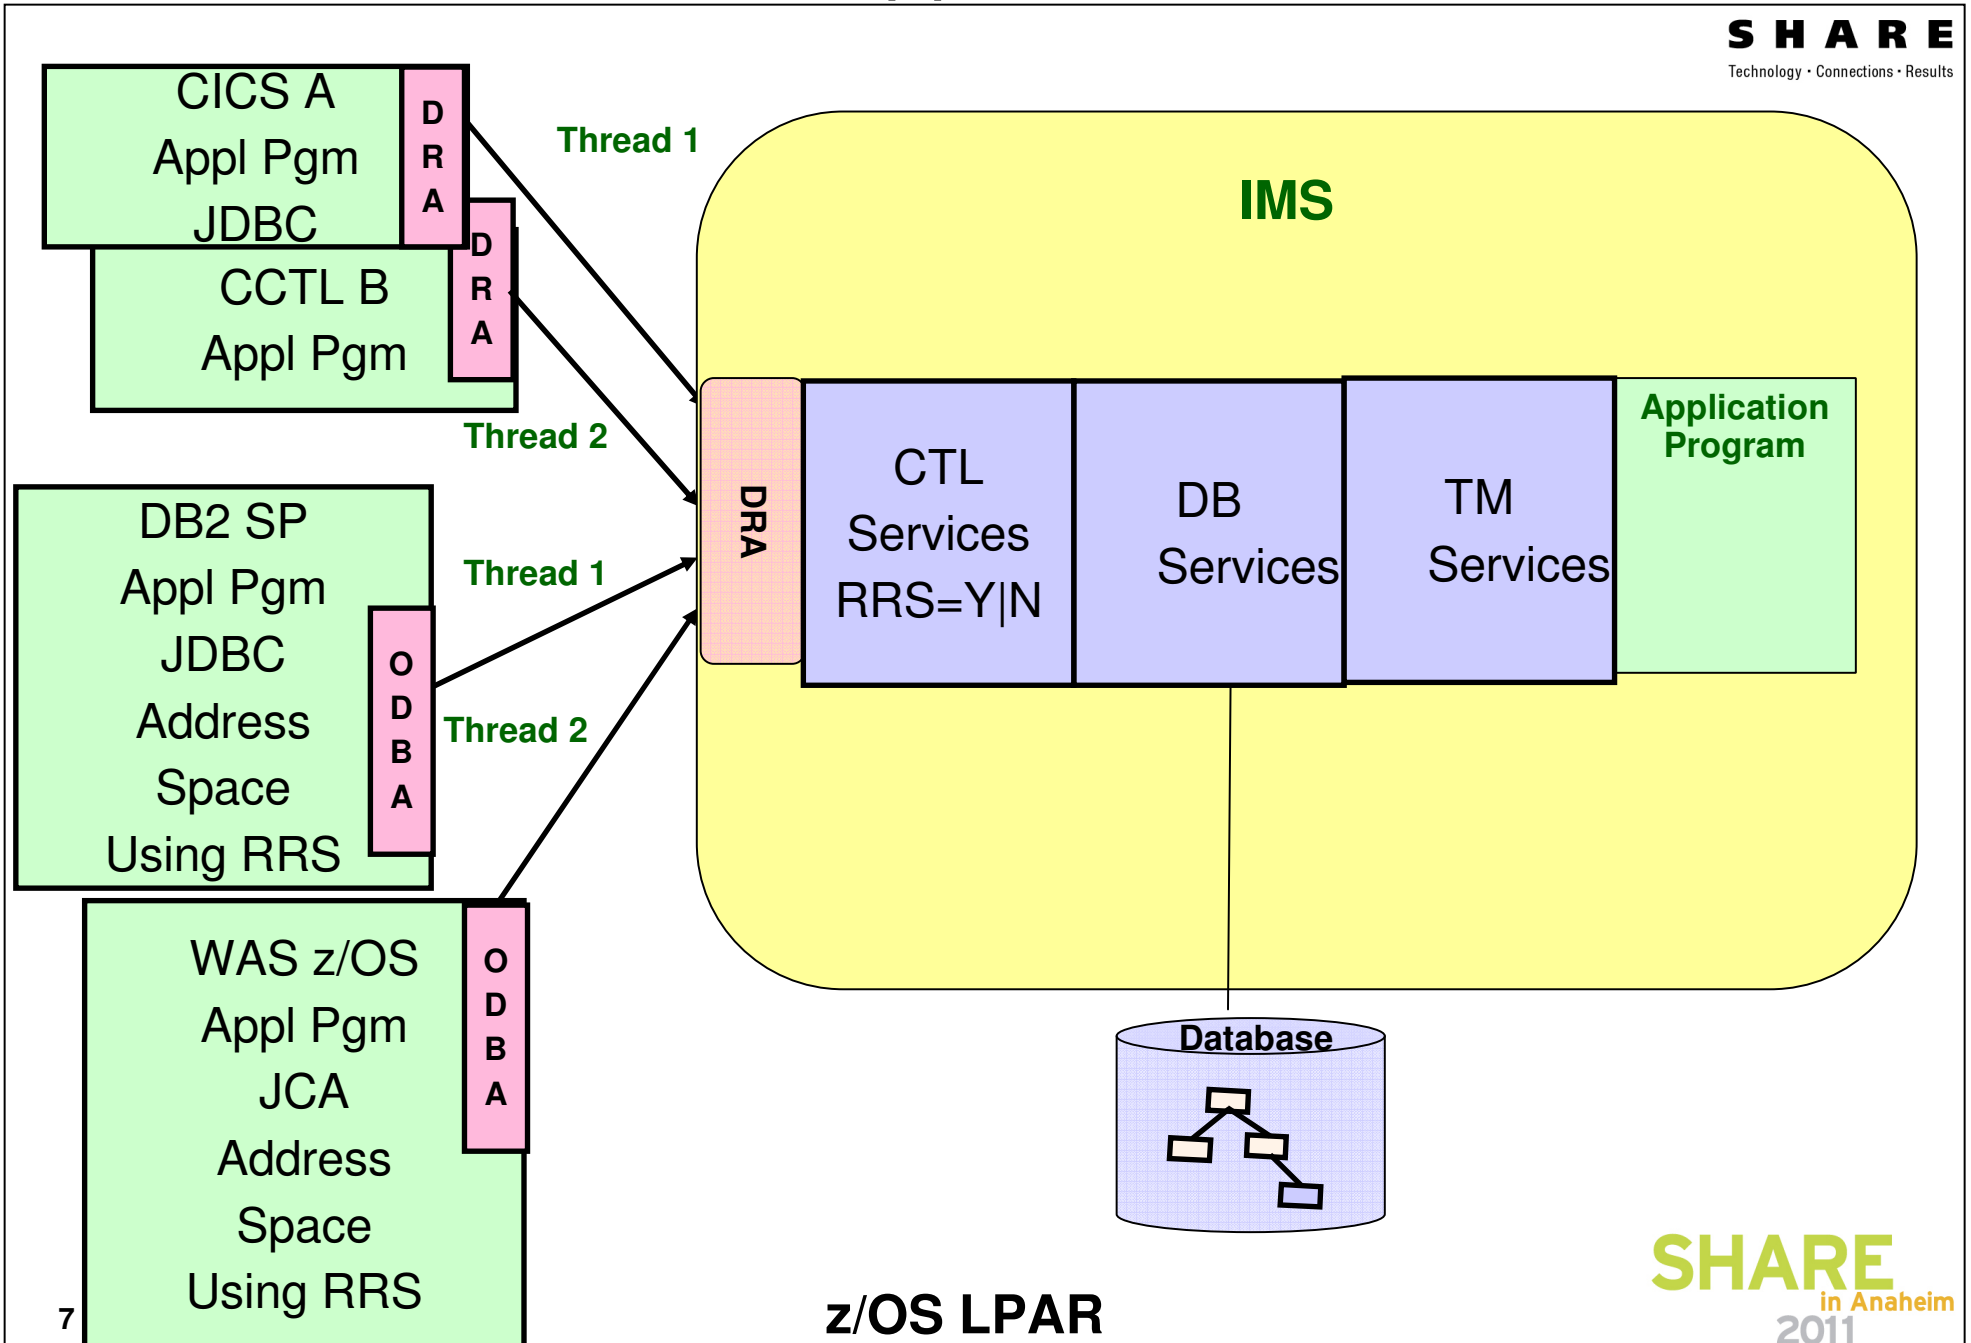 S H A R E
Technology · Connections · Results
CICS A
Appl Pgm
JDBC
D
R
A
CCTL B
Appl Pgm
D
R
A
Thread 1
Thread 2
DB2 SP
Appl Pgm
JDBC
Address
Space
Using RRS
O
D
B
A
Thread 1
Thread 2
WAS z/OS
Appl Pgm
JCA
Address
Space
Using RRS
O
D
B
A
IMS
DRA
CTL
Services
RRS=Y|N
DB
Services
TM
Services
Application
Program
Database
7
z/OS LPAR
SHARE
in Anaheim
2011